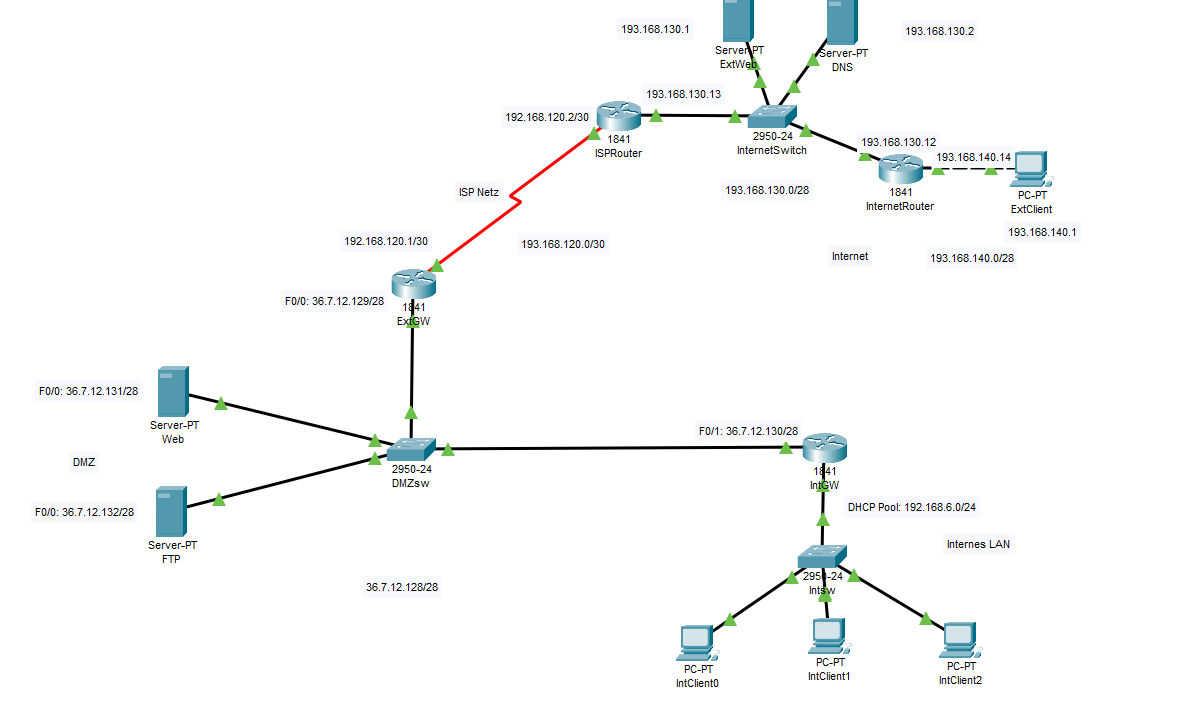 193.168.130.1
Server-PT
ExtWeb
Server-PT
DNS
193.168.130.2
193.168.130.13
192.168.120.2/30
1841
ISPRouter
2950-24
InternetSwitch
193.168.130.12
193.168.140.14
1841
InternetRouter
PC-PT
ExtClient
193.168.130.0/28
ISP Netz
193.168.140.1
192.168.120.1/30
193.168.120.0/30
Internet
193.168.140.0/28
F0/0: 36.7.12.129/28
1841
ExtGW
F0/0: 36.7.12.131/28
Server-PT
Web
F0/1: 36.7.12.130/28
DMZ
2950-24
DMZsw
1841
IntGW
F0/0: 36.7.12.132/28
DHCP Pool: 192.168.6.0/24
Server-PT
FTP
Internes LAN
36.7.12.128/28
2950-24
Intsw
PC-PT
IntClient0
PC-PT
IntClient1
PC-PT
IntClient2